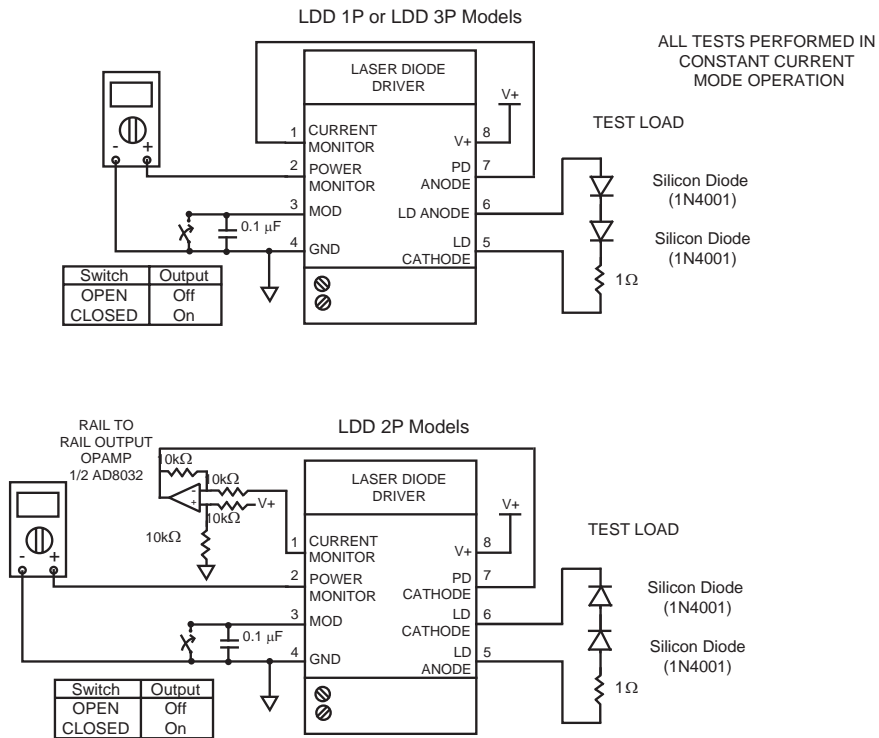 LDD 1P or LDD 3P Models
ALL TESTS PERFORMED IN
CONSTANT CURRENT
MODE OPERATION
LASER DIODE
DRIVER
V+
TEST LOAD
- +
1 CURRENT
MONITOR
V+ 8
2 POWER
MONITOR
PD 7
ANODE
Silicon Diode
(1N4001)
3 MOD
LD ANODE 6
0.1 μF
Silicon Diode
(1N4001)
4 GND
LD 5
CATHODE
1Ω
Switch Output
OPEN Off
CLOSED On
LDD 2P Models
RAIL TO
RAIL OUTPUT
OPAMP
1/2 AD8032
10kΩ
10kΩ
-
+
V+
10kΩ
10kΩ
LASER DIODE
DRIVER
V+
TEST LOAD
- +
1 CURRENT
MONITOR
V+ 8
2 POWER
MONITOR
PD 7
CATHODE
Silicon Diode
(1N4001)
3 MOD
LD 6
CATHODE
0.1 μF
Silicon Diode
(1N4001)
4 GND
LD 5
ANODE
1Ω
Switch Output
OPEN Off
CLOSED On